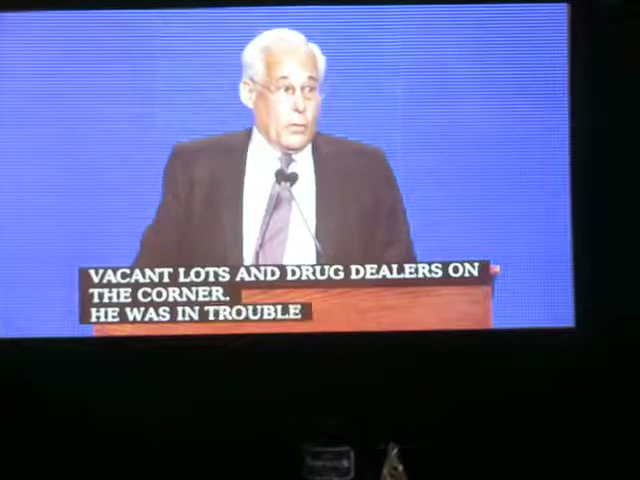 VACANT LOTS AND DRUG DEALERS ON
THE CORNER.
HE WAS IN TROUBLE